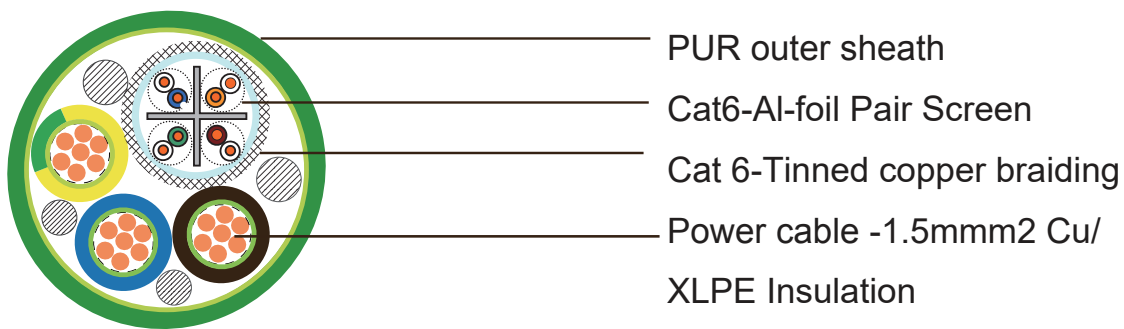 PUR outer sheath
Cat6-Al-foil Pair Screen
Cat 6-Tinned copper braiding
Power cable -1.5mmm2 Cu/
XLPE Insulation